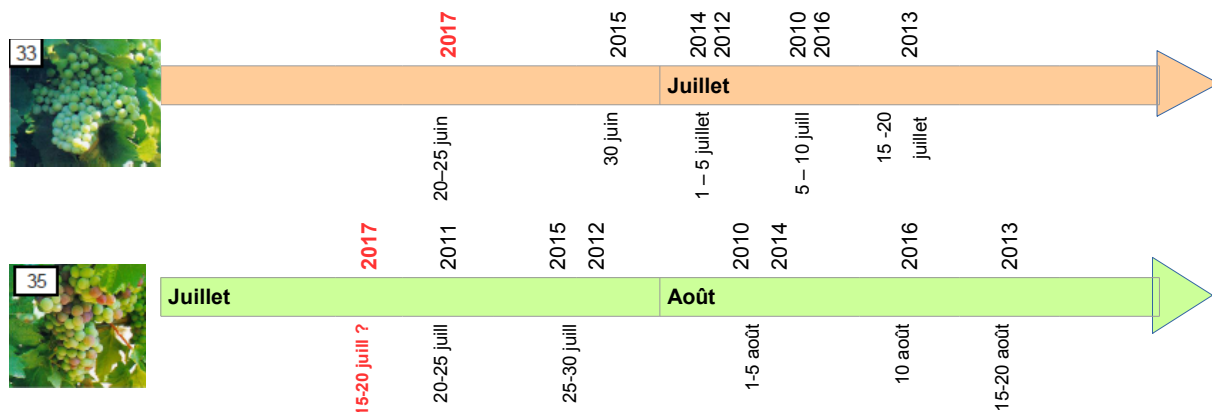 2017
2015
2014
2012
2010
2016
2013
33
Juillet
20–25 juin
30 juin
1 – 5 juillet
5 – 10 juill
15 -20
juillet
2017
2011
2015
2012
2010
2014
2016
2013
35
Juillet
Août
15-20 juill ?
20-25 juill
25-30 juill
1-5 août
10 août
15-20 août